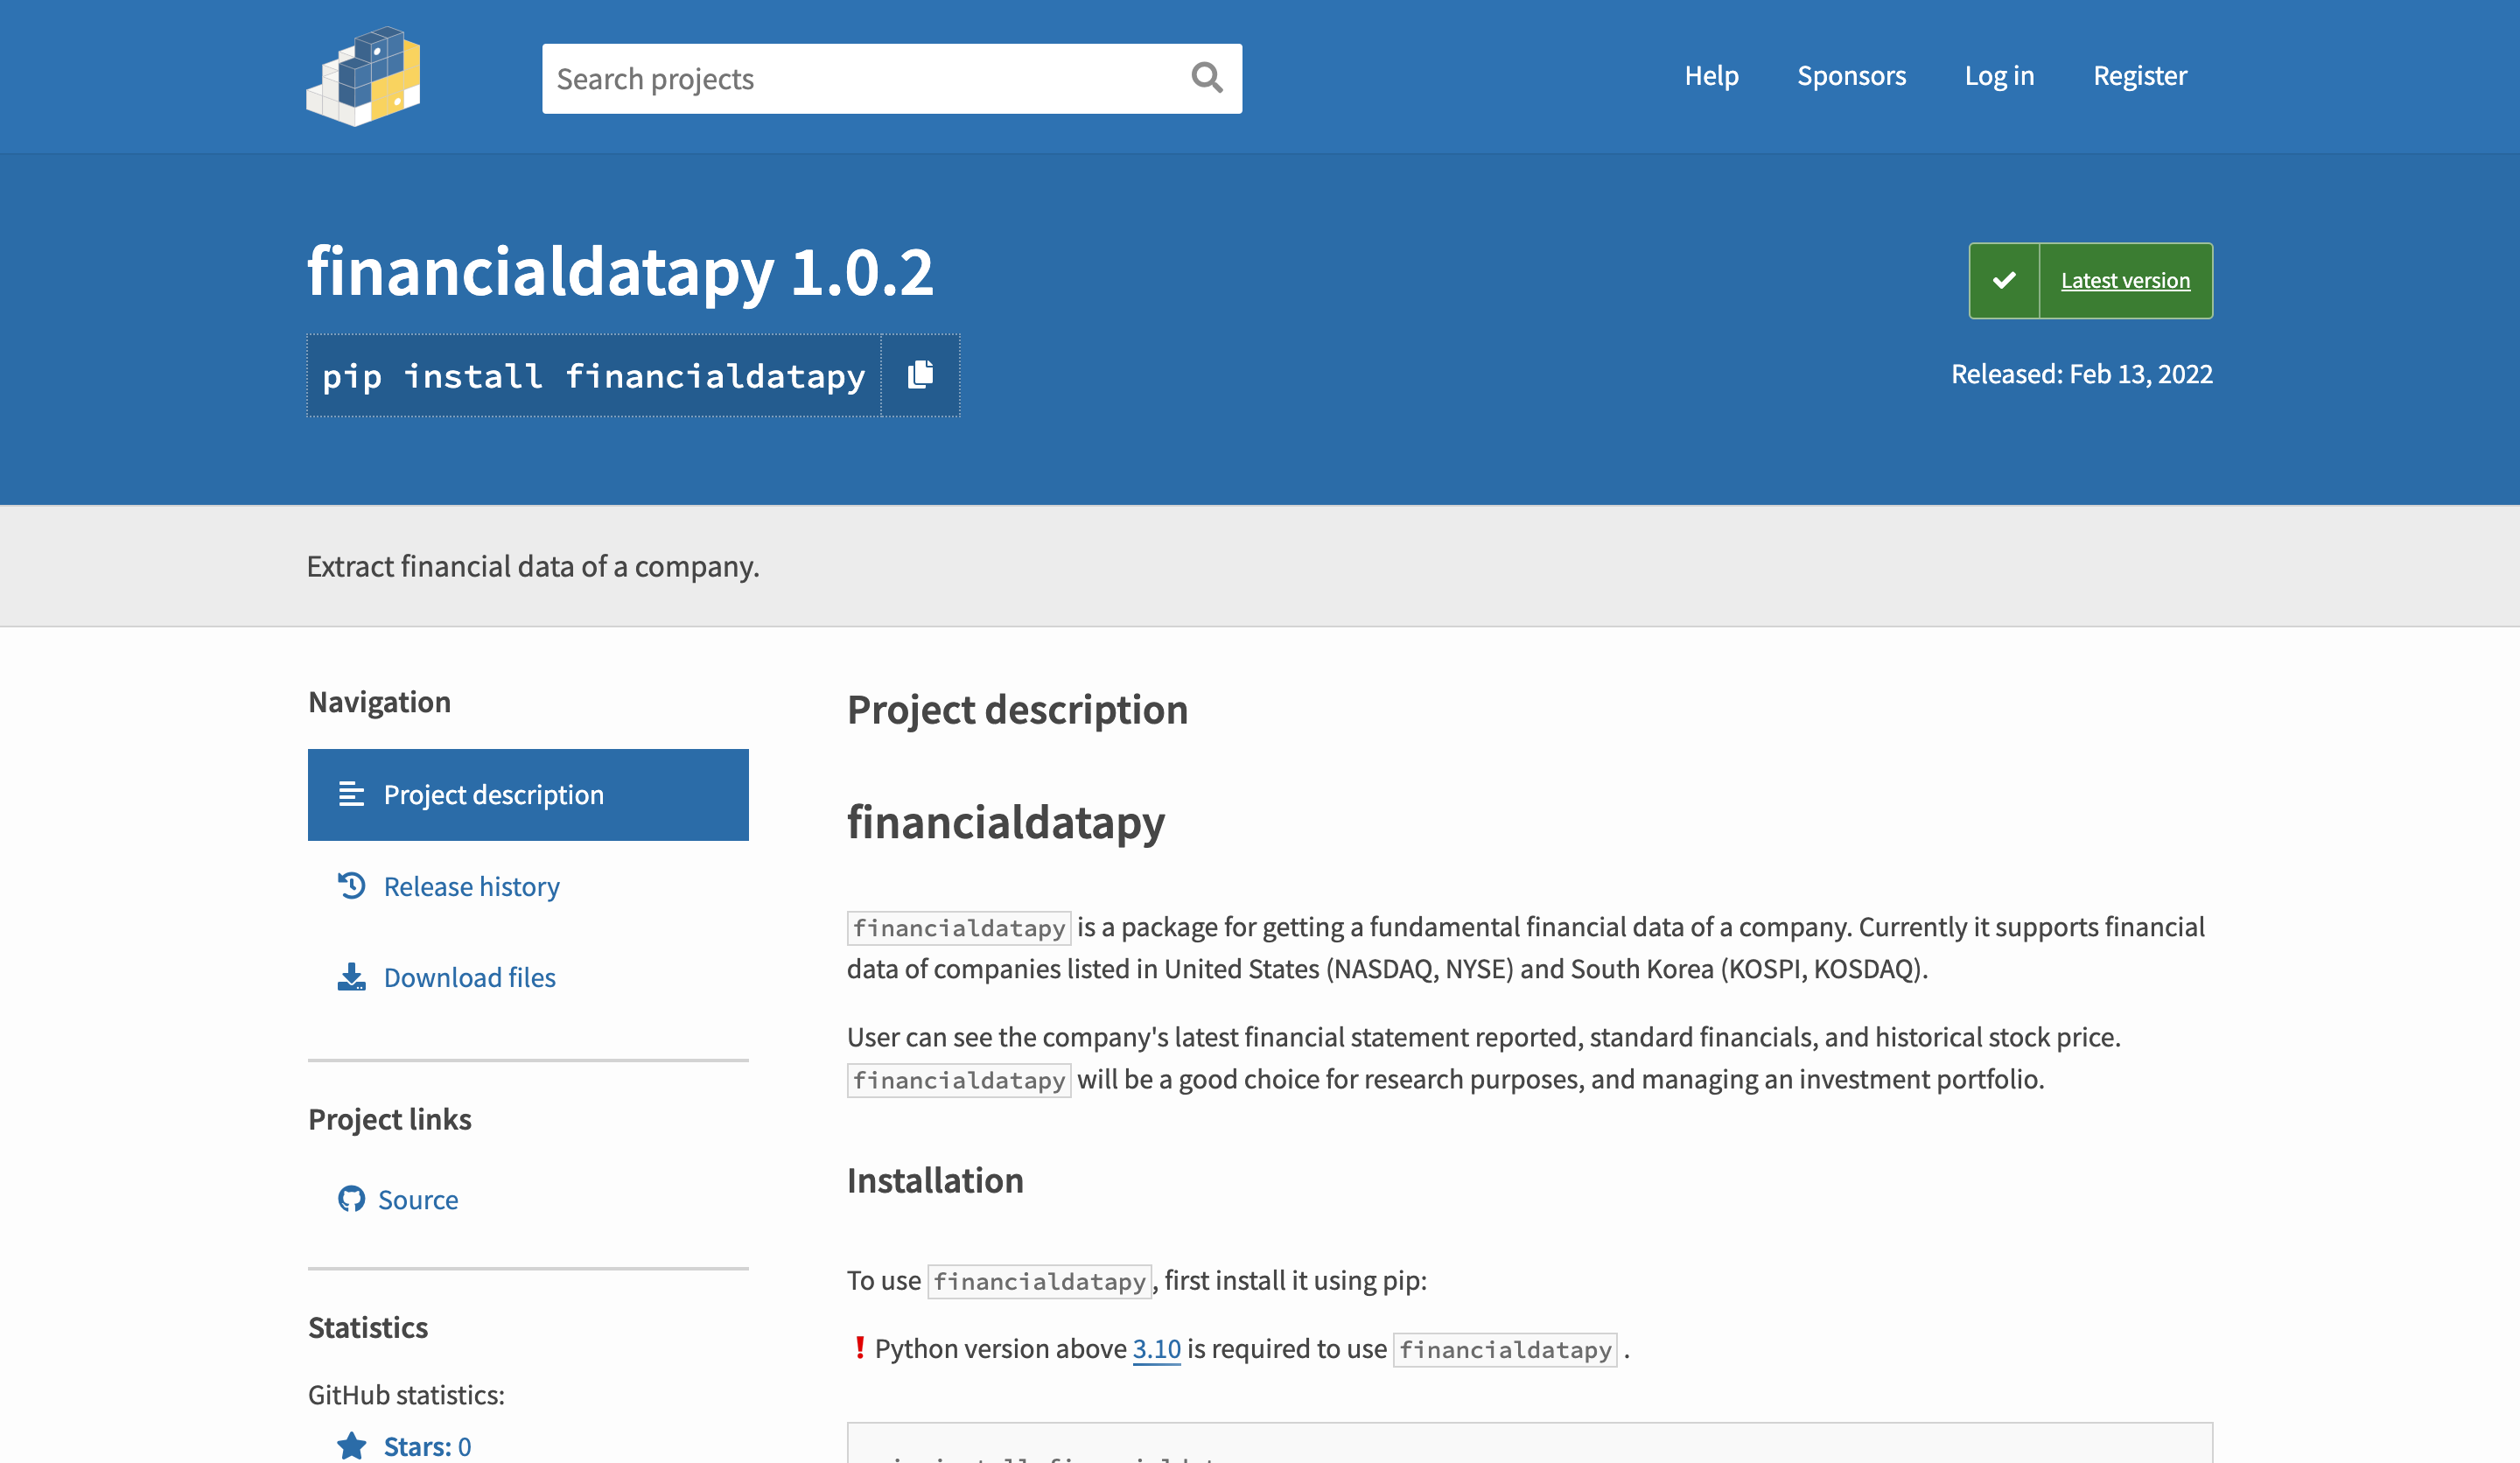 Search projects
Help
Sponsors
Log in
Register
financialdatapy 1.0.2
pip install financialdatapy
Latest version
Released: Feb 13, 2022
Extract financial data of a company.
Navigation
Project description
Release history
Download files
Project links
Source
Statistics
GitHub statistics:
Stars: 0
Project description
financialdatapy
financialdatapy is a package for getting a fundamental financial data of a company. Currently it supports financial
data of companies listed in United States (NASDAQ, NYSE) and South Korea (KOSPI, KOSDAQ).
User can see the company's latest financial statement reported, standard financials, and historical stock price.
financialdatapy will be a good choice for research purposes, and managing an investment portfolio.
Installation
To use financialdatapy, first install it using pip:
❗ Python version above 3.10 is required to use financialdatapy .